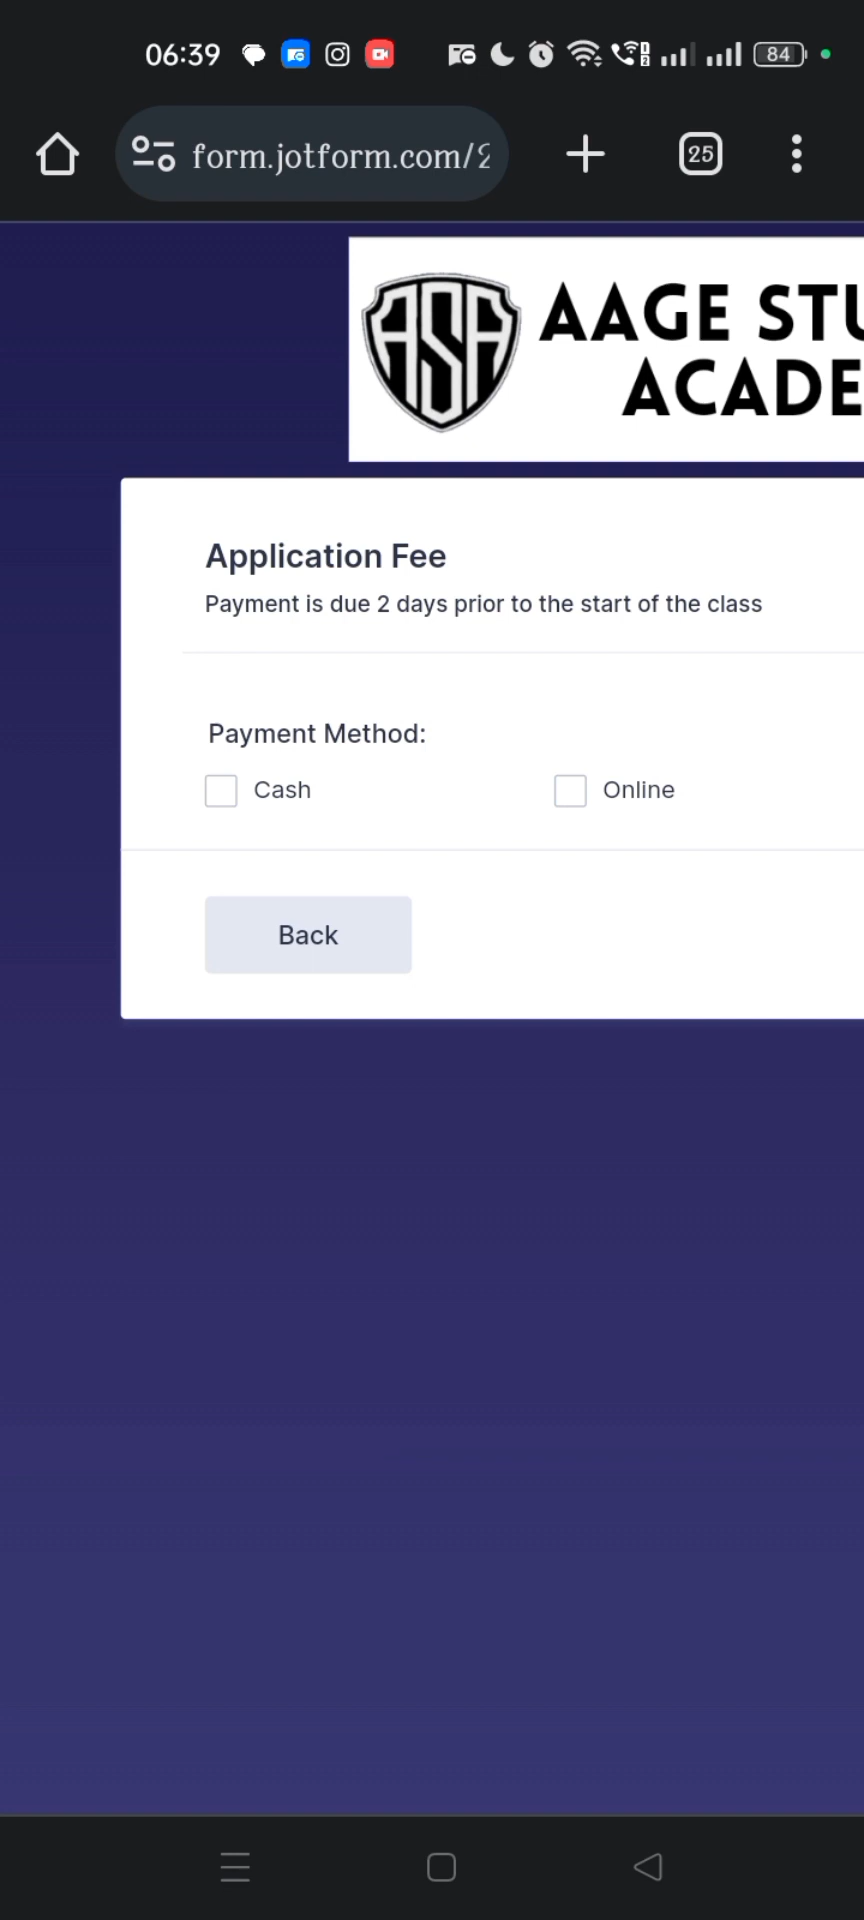 06:39
84
form.jotform.com/2
25
ASA
AAGE STU
ACADE
Application Fee
Payment is due 2 days prior to the start of the class
Payment Method:
Cash
Online
Back